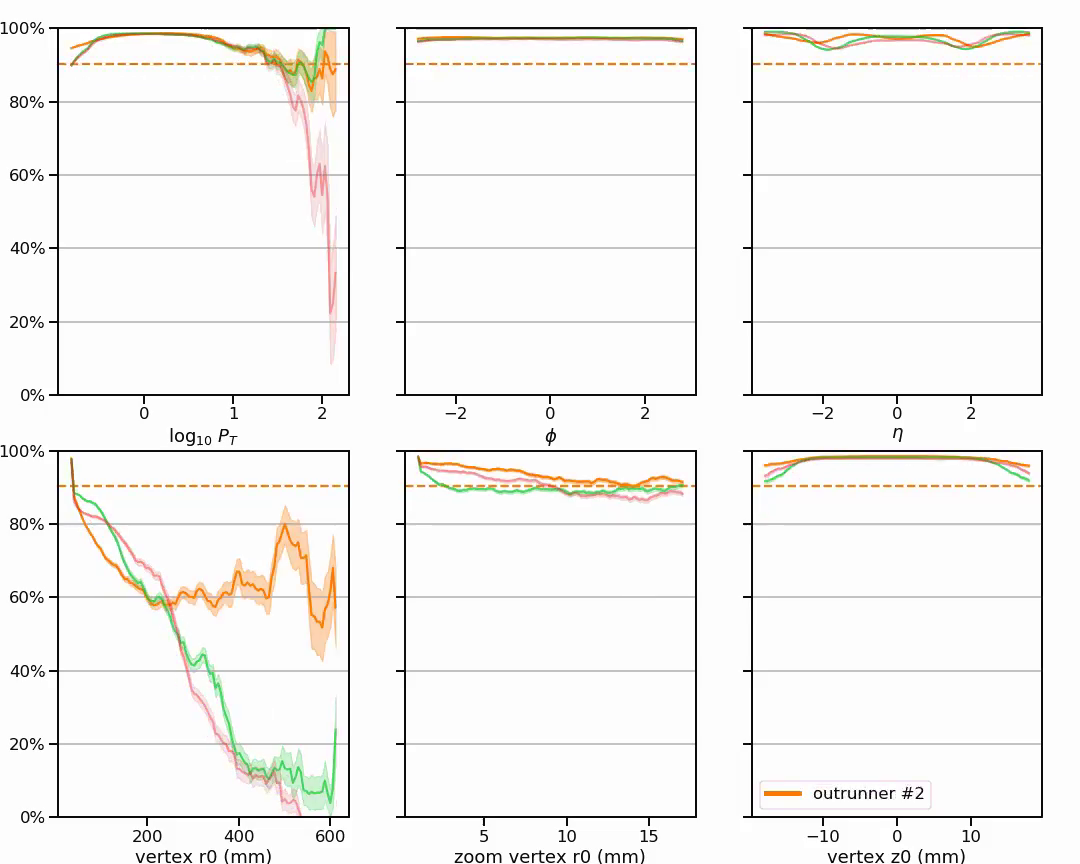 100%
80%
60%
40%
20%
0%
0 1 2
log₁₀ P_T
−2 0 2
ϕ
−2 0 2
η
100%
80%
60%
40%
20%
0%
200 400 600
vertex r0 (mm)
5 10 15
zoom vertex r0 (mm)
outrunner #2
−10 0 10
vertex z0 (mm)